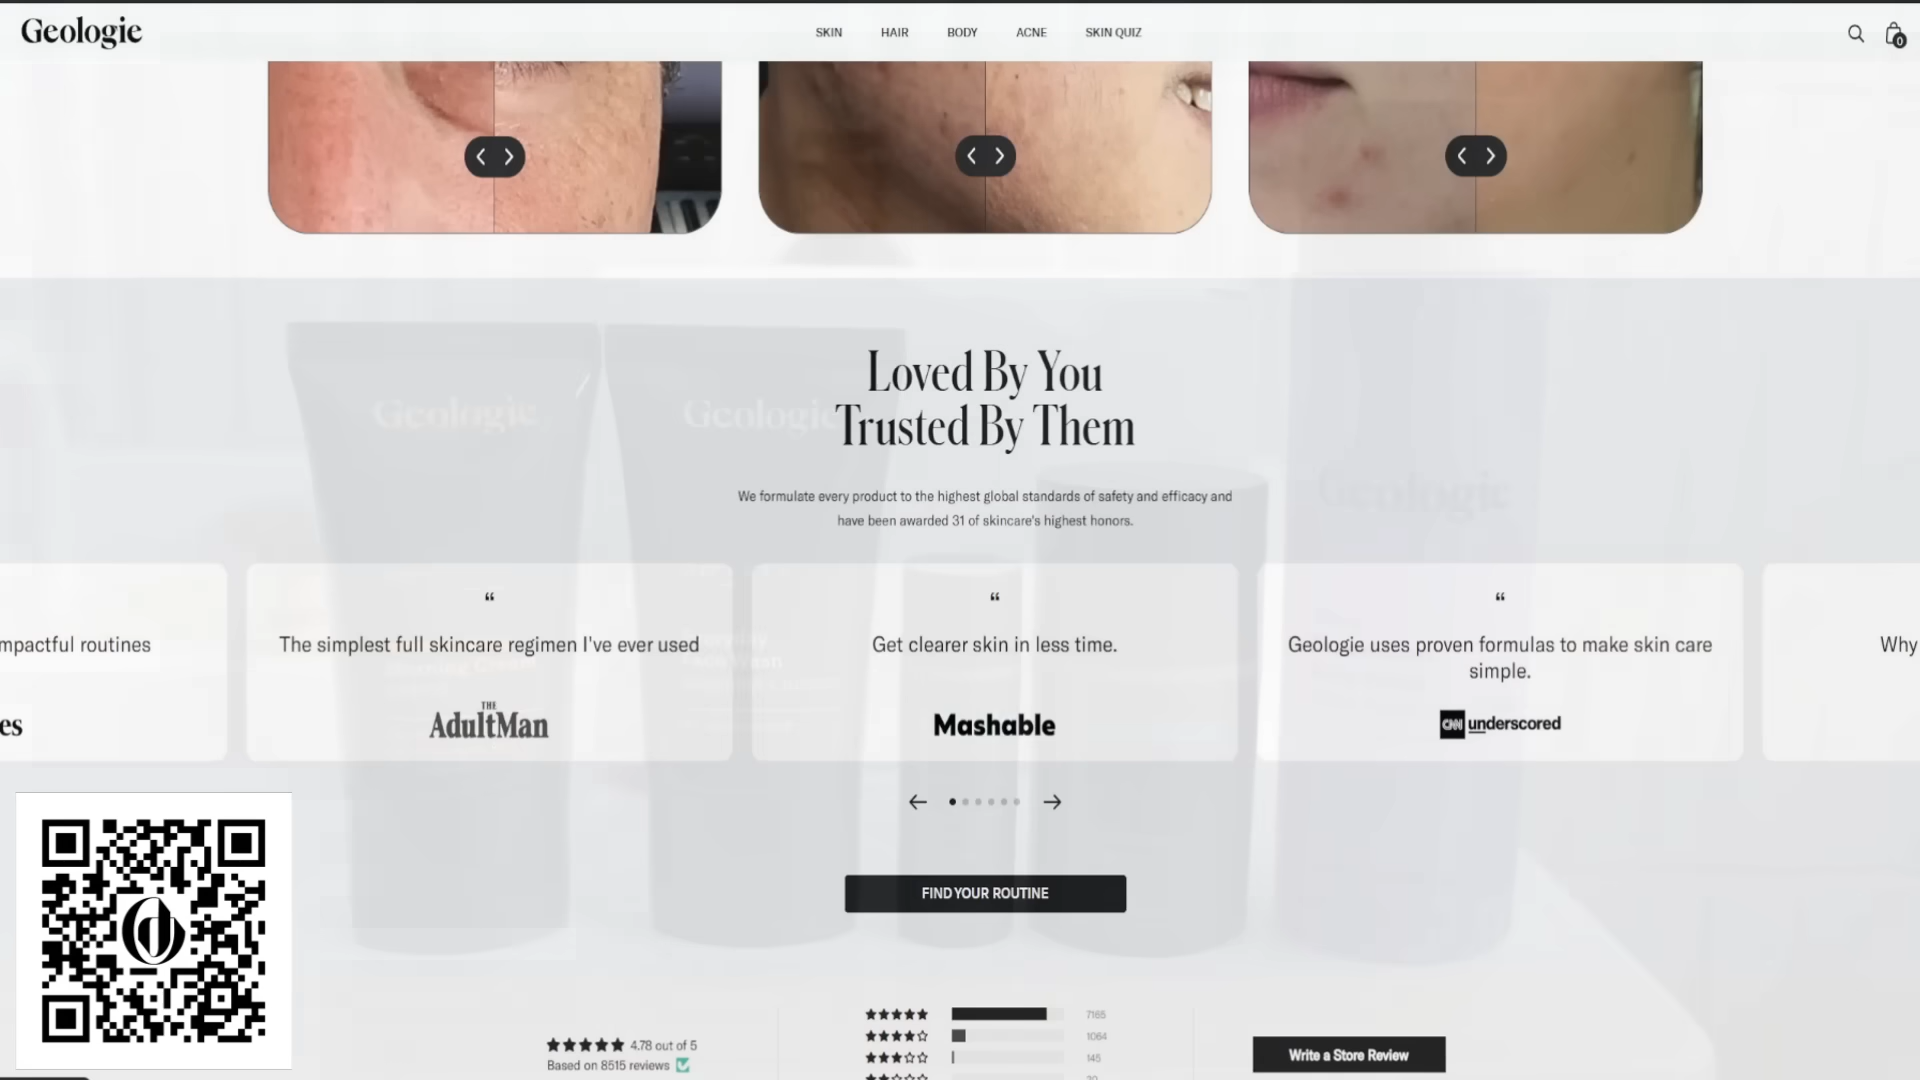 Geologie
SKIN HAIR BODY ACNE SKIN QUIZ
0
Loved By You
Trusted By Them
Geologie
Geologie
Geologie
We formulate every product to the highest global standards of safety and efficacy and
have been awarded 31 of skincare's highest honors.
mpactful routines
es
“
The simplest full skincare regimen I've ever used
THE
AdultMan
“
Get clearer skin in less time.
Mashable
“
Geologie uses proven formulas to make skin care
simple.
CNN underscored
Why
FIND YOUR ROUTINE
4.78 out of 5
Based on 8515 reviews
7165
1064
145
Write a Store Review